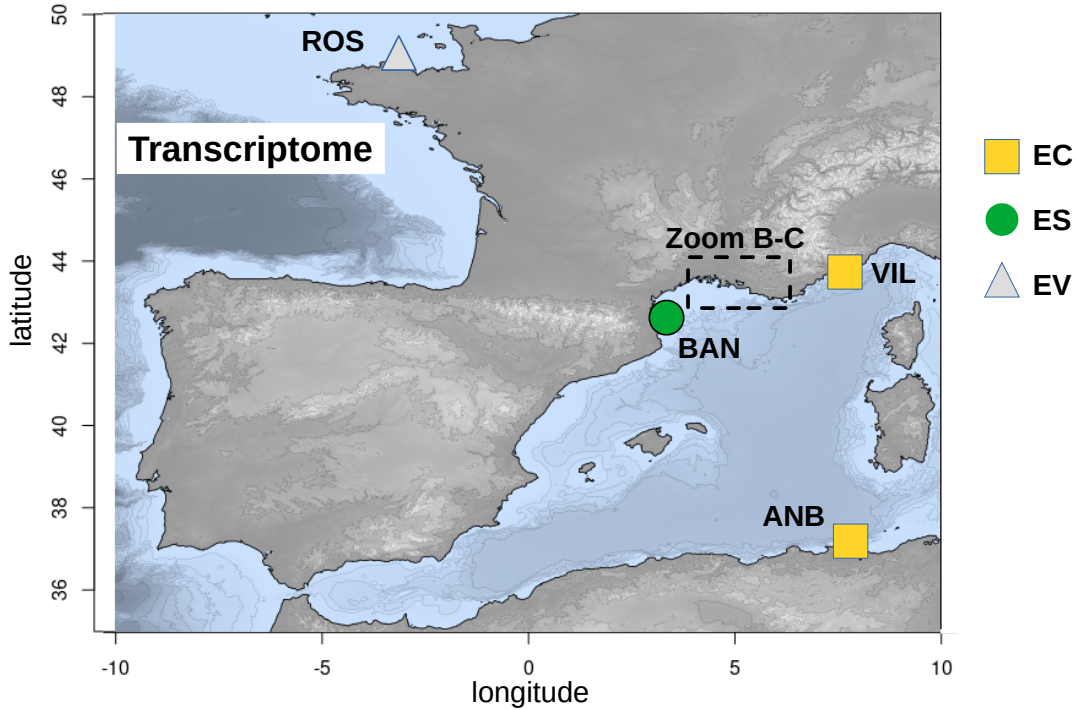 50
48
46
44
42
40
38
36
latitude
ROS
Transcriptome
Zoom B-C
VIL
BAN
ANB
-10
-5
0
5
10
longitude
EC
ES
EV